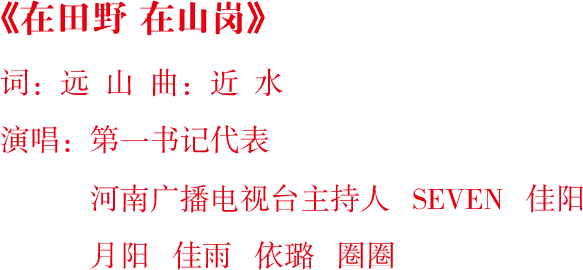 《在田野 在山岗》
词：远 山 曲：近 水
演唱：第一书记代表
河南广播电视台主持人 SEVEN 佳阳
月阳 佳雨 依璐 圈圈